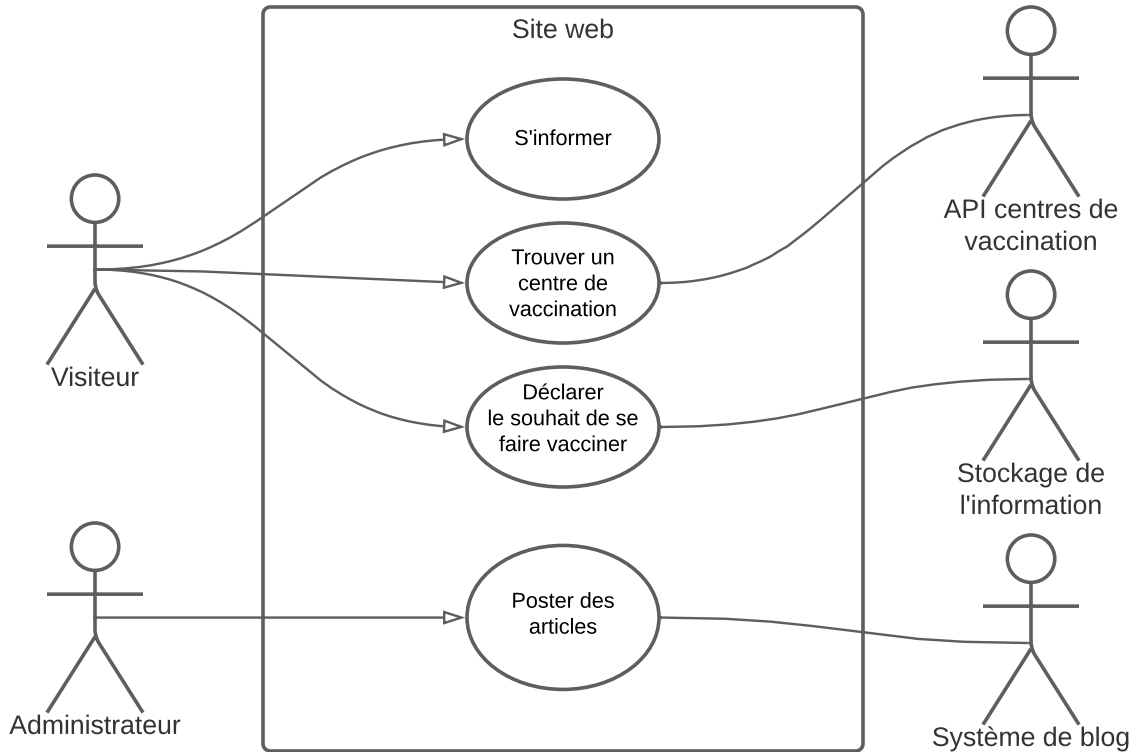 Site web
S'informer
Trouver un
centre de
vaccination
Déclarer
le souhait de se
faire vacciner
Poster des
articles
Visiteur
Administrateur
API centres de
vaccination
Stockage de
l'information
Système de blog